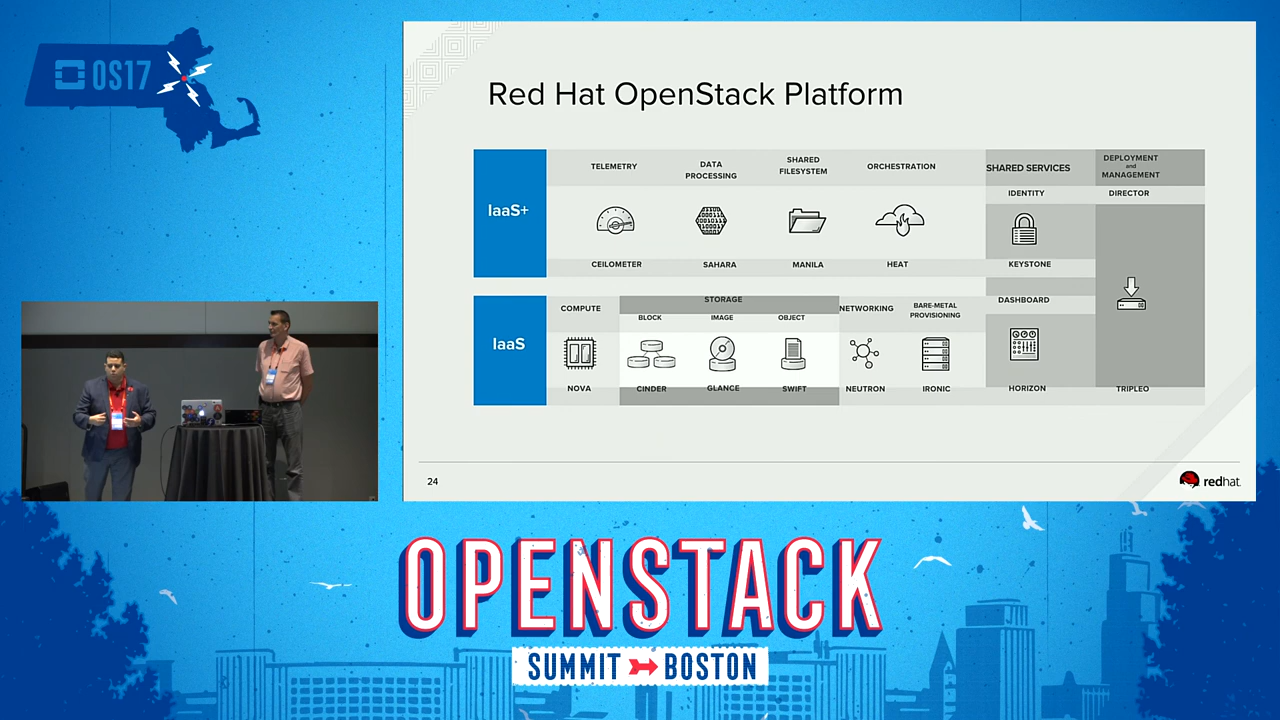 OS17
Red Hat OpenStack Platform
IaaS+
TELEMETRY
DATA
PROCESSING
SHARED
FILESYSTEM
ORCHESTRATION
SHARED SERVICES
DEPLOYMENT
and
MANAGEMENT
IDENTITY
DIRECTOR
CEILOMETER
SAHARA
MANILA
HEAT
KEYSTONE
IaaS
COMPUTE
STORAGE
BLOCK
IMAGE
OBJECT
NETWORKING
BARE-METAL
PROVISIONING
DASHBOARD
NOVA
CINDER
GLANCE
SWIFT
NEUTRON
IRONIC
HORIZON
TRIPLEO
24
redhat.
OPENSTACK
SUMMIT BOSTON